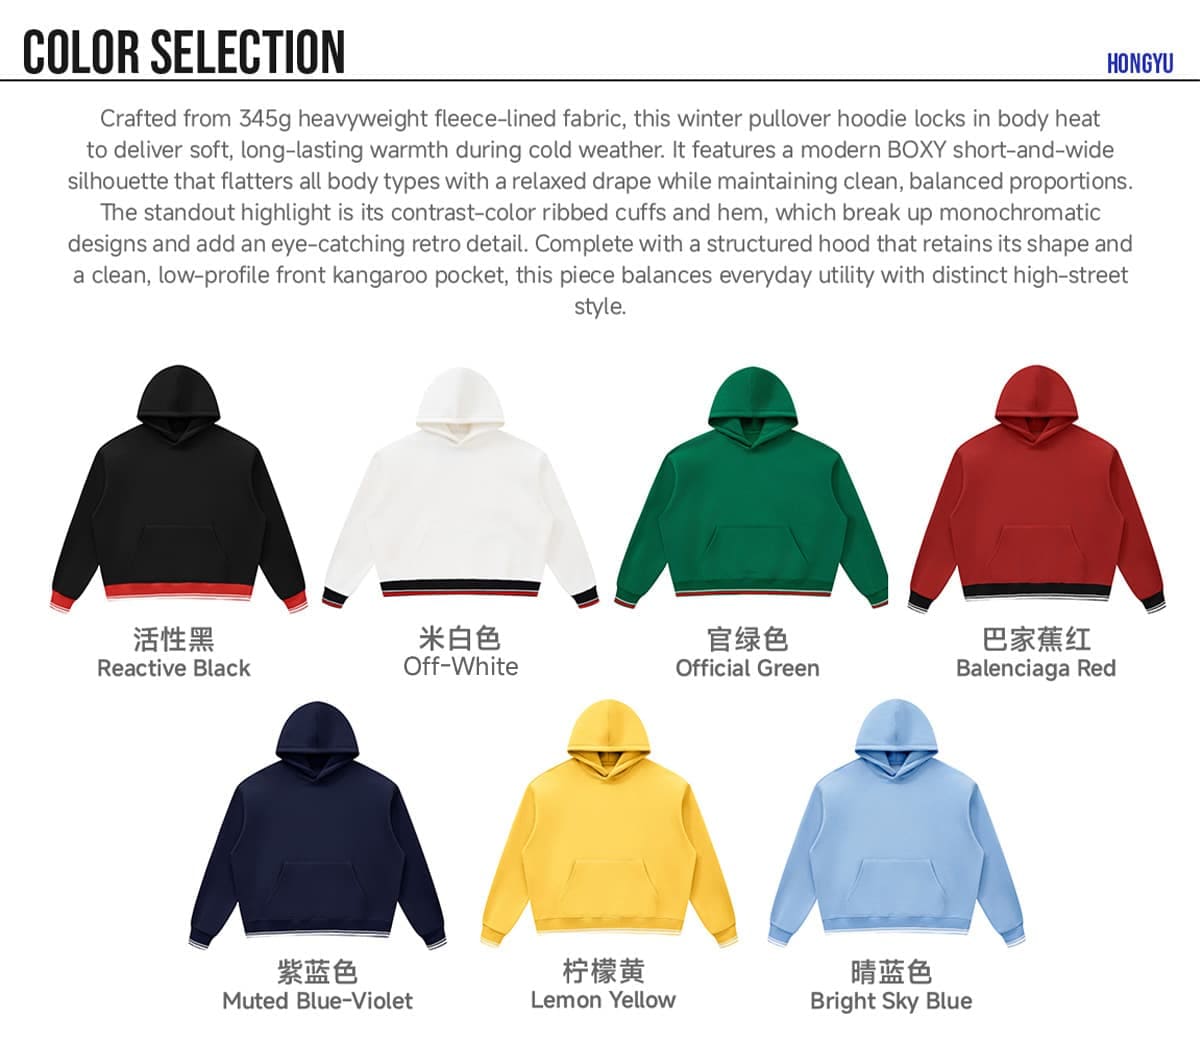 COLOR SELECTION
HONGYU
Crafted from 345g heavyweight fleece-lined fabric, this winter pullover hoodie locks in body heat
to deliver soft, long-lasting warmth during cold weather. It features a modern BOXY short-and-wide
silhouette that flatters all body types with a relaxed drape while maintaining clean, balanced proportions.
The standout highlight is its contrast-color ribbed cuffs and hem, which break up monochromatic
designs and add an eye-catching retro detail. Complete with a structured hood that retains its shape and
a clean, low-profile front kangaroo pocket, this piece balances everyday utility with distinct high-street
style.
活性黑
Reactive Black
米白色
Off-White
官绿色
Official Green
巴家蕉红
Balenciaga Red
紫蓝色
Muted Blue-Violet
柠檬黄
Lemon Yellow
晴蓝色
Bright Sky Blue